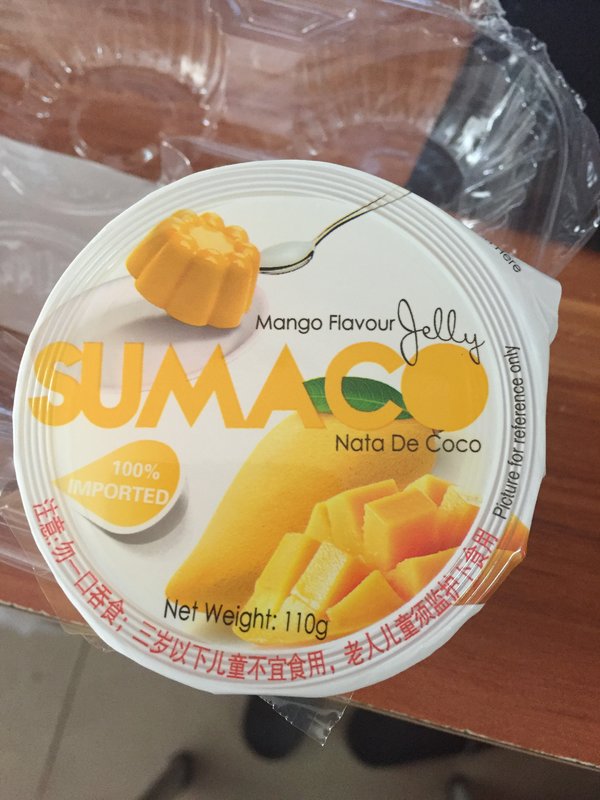 Mango Flavour Jelly
SUMACO
Nata De Coco
100%
IMPORTED
Net Weight: 110g
Picture for reference only
Here
注意:勿一口吞食;三岁以下儿童不宜食用,老人儿童须监护下食用